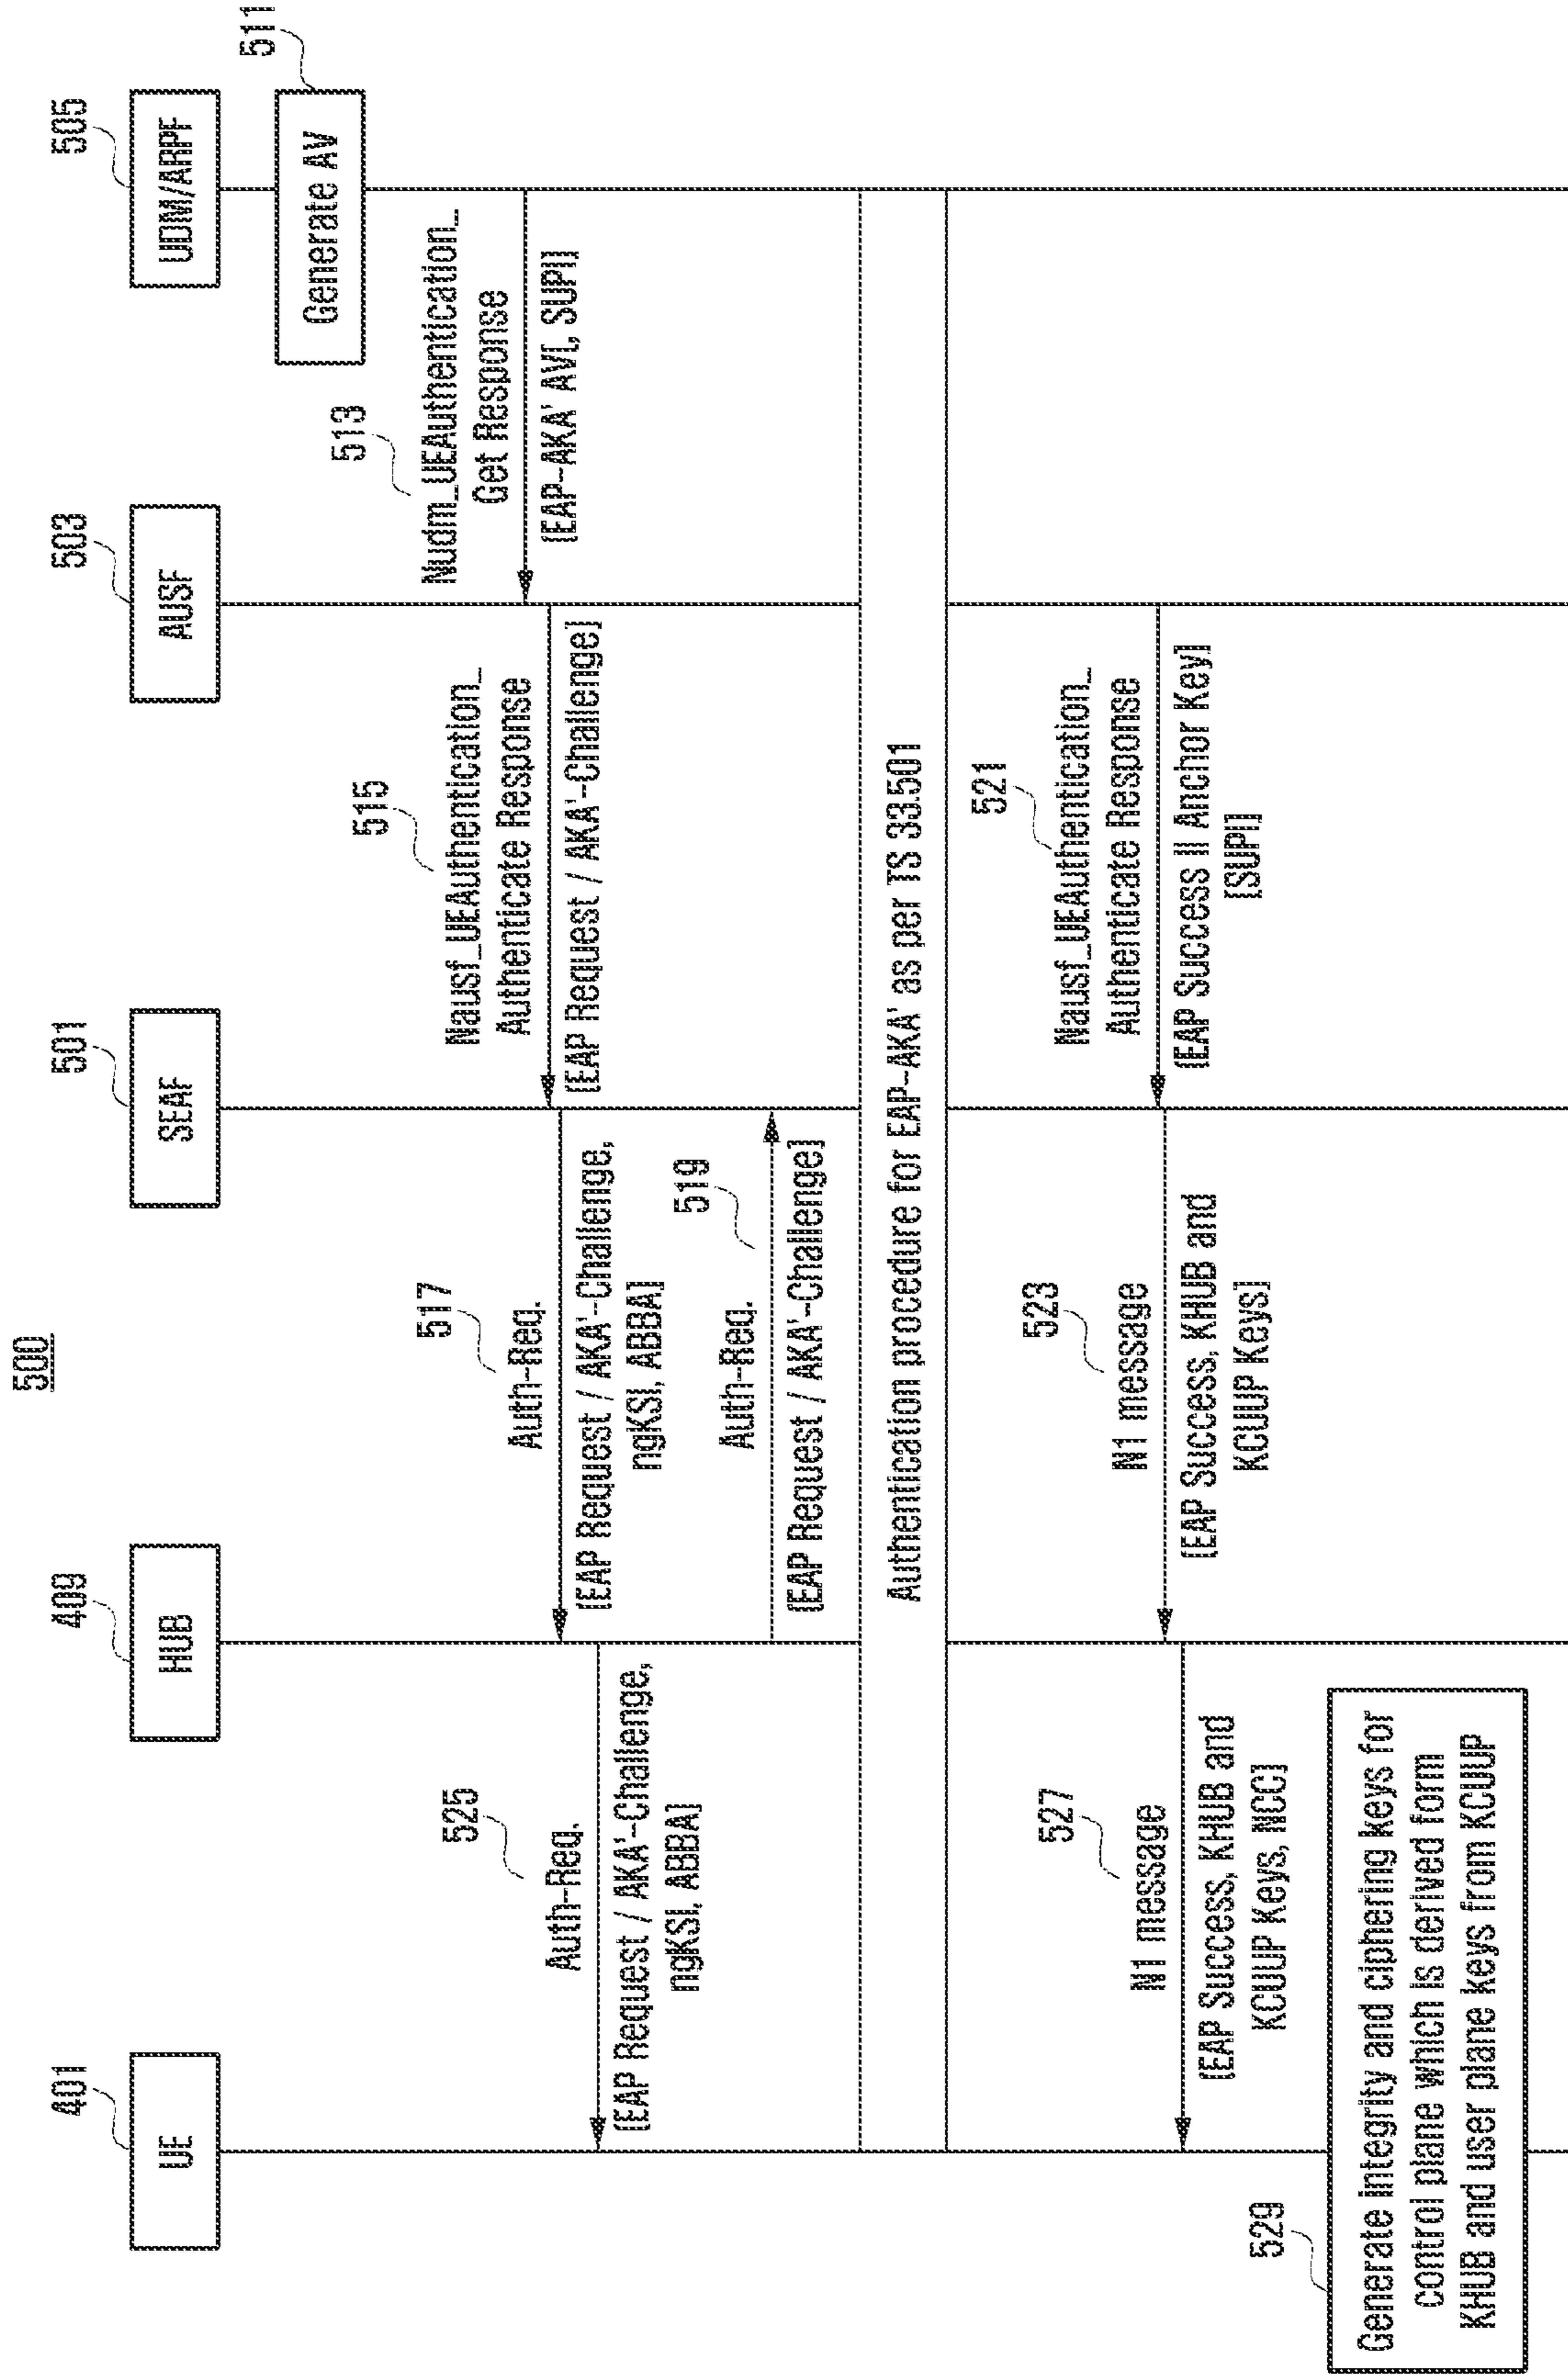 500
401
UE
409
HUB
501
SEAF
503
AUSF
505
UDM/ARPF
511
Generate AV
513
Nudm_UEAuthentication_
Get Response
[EAP-AKA' AV[, SUPI]
515
Nausf_UEAuthentication_
Authenticate Response
[EAP Request / AKA'-Challenge]
517
Auth-Req.
[EAP Request / AKA'-Challenge,
ngKSI, ABBA]
525
Auth-Req.
[EAP Request / AKA'-Challenge,
ngKSI, ABBA]
519
Auth-Req.
[EAP Request / AKA'-Challenge]
Authentication procedure for EAP-AKA' as per TS 33.501
521
Nausf_UEAuthentication_
Authenticate Response
[EAP Success II Anchor Key]
[SUPI]
523
N1 message
[EAP Success, KHUB and
KCUUP Keys]
527
N1 message
[EAP Success, KHUB and
KCUUP Keys, NCC]
529
Generate integrity and ciphering keys for
control plane which is derived form
KHUB and user plane keys from KCUUP